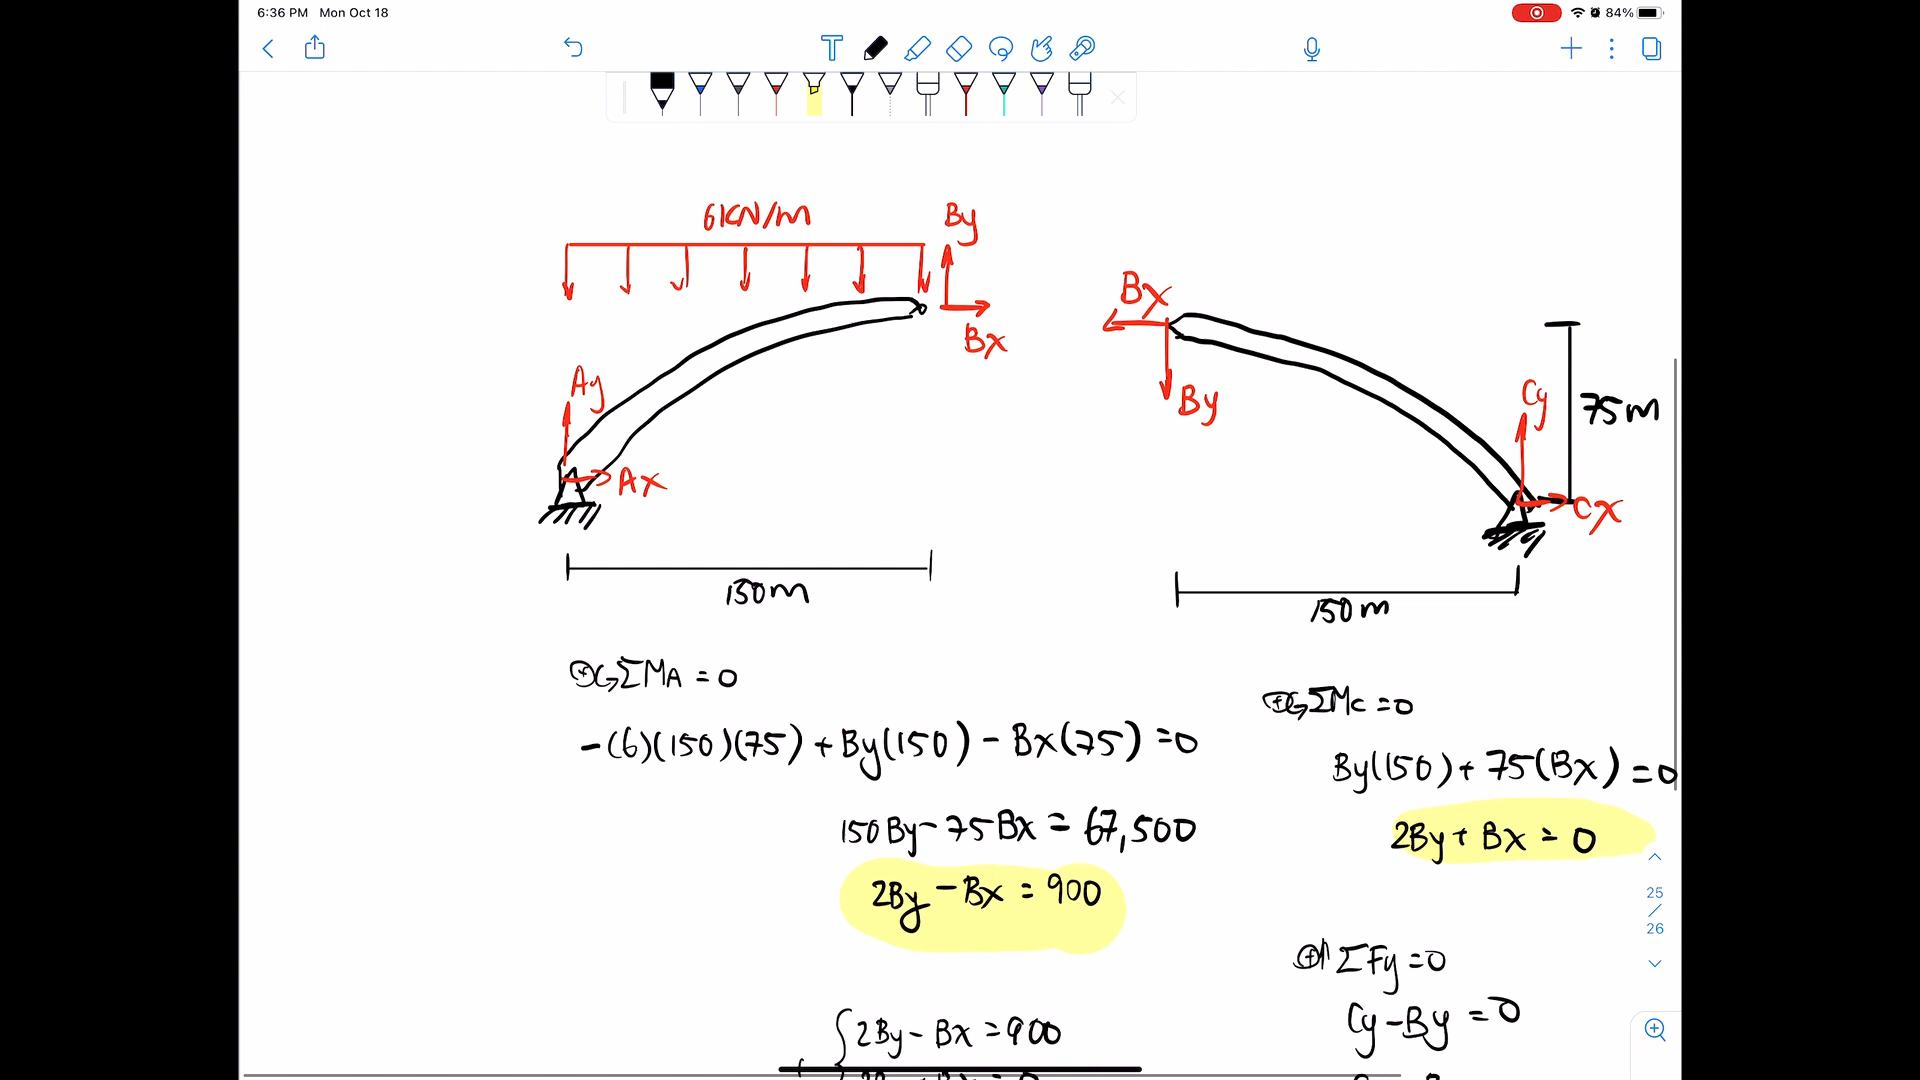 6:36 PM Mon Oct 18
84%
T
6KN/m
By
Bx
Ay
Ax
150m
Bx
By
Cy
75m
Cx
150m
⊕↺ΣMA = 0
-(6)(150)(75) + By(150) - Bx(75) = 0
150By - 75Bx = 67,500
2By - Bx = 900
{2By - Bx = 900
⊕↺ΣMc = 0
By(150) + 75(Bx) = 0
2By + Bx = 0
25
/
26
⊕↑ΣFy = 0
Cy - By = 0